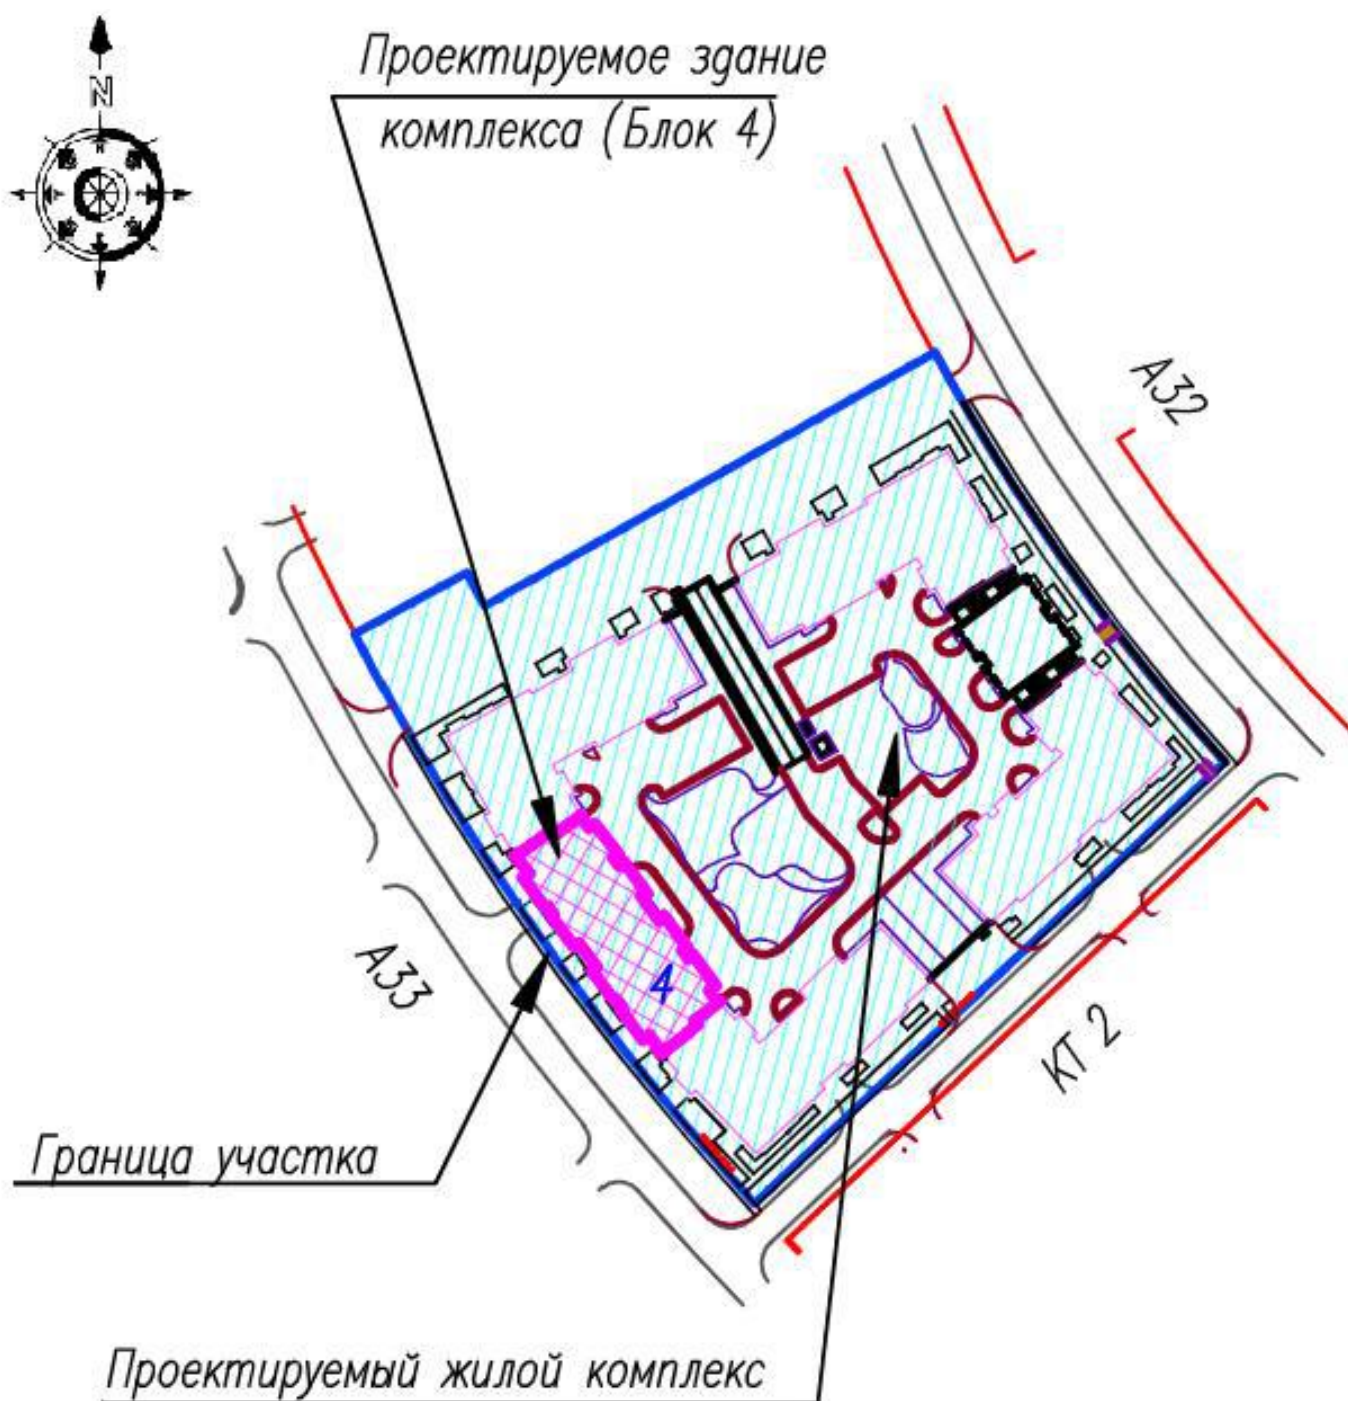 Проектируемое здание
комплекса (Блок 4)
N
А32
А33
4
КТ 2
Граница участка
Проектируемый жилой комплекс